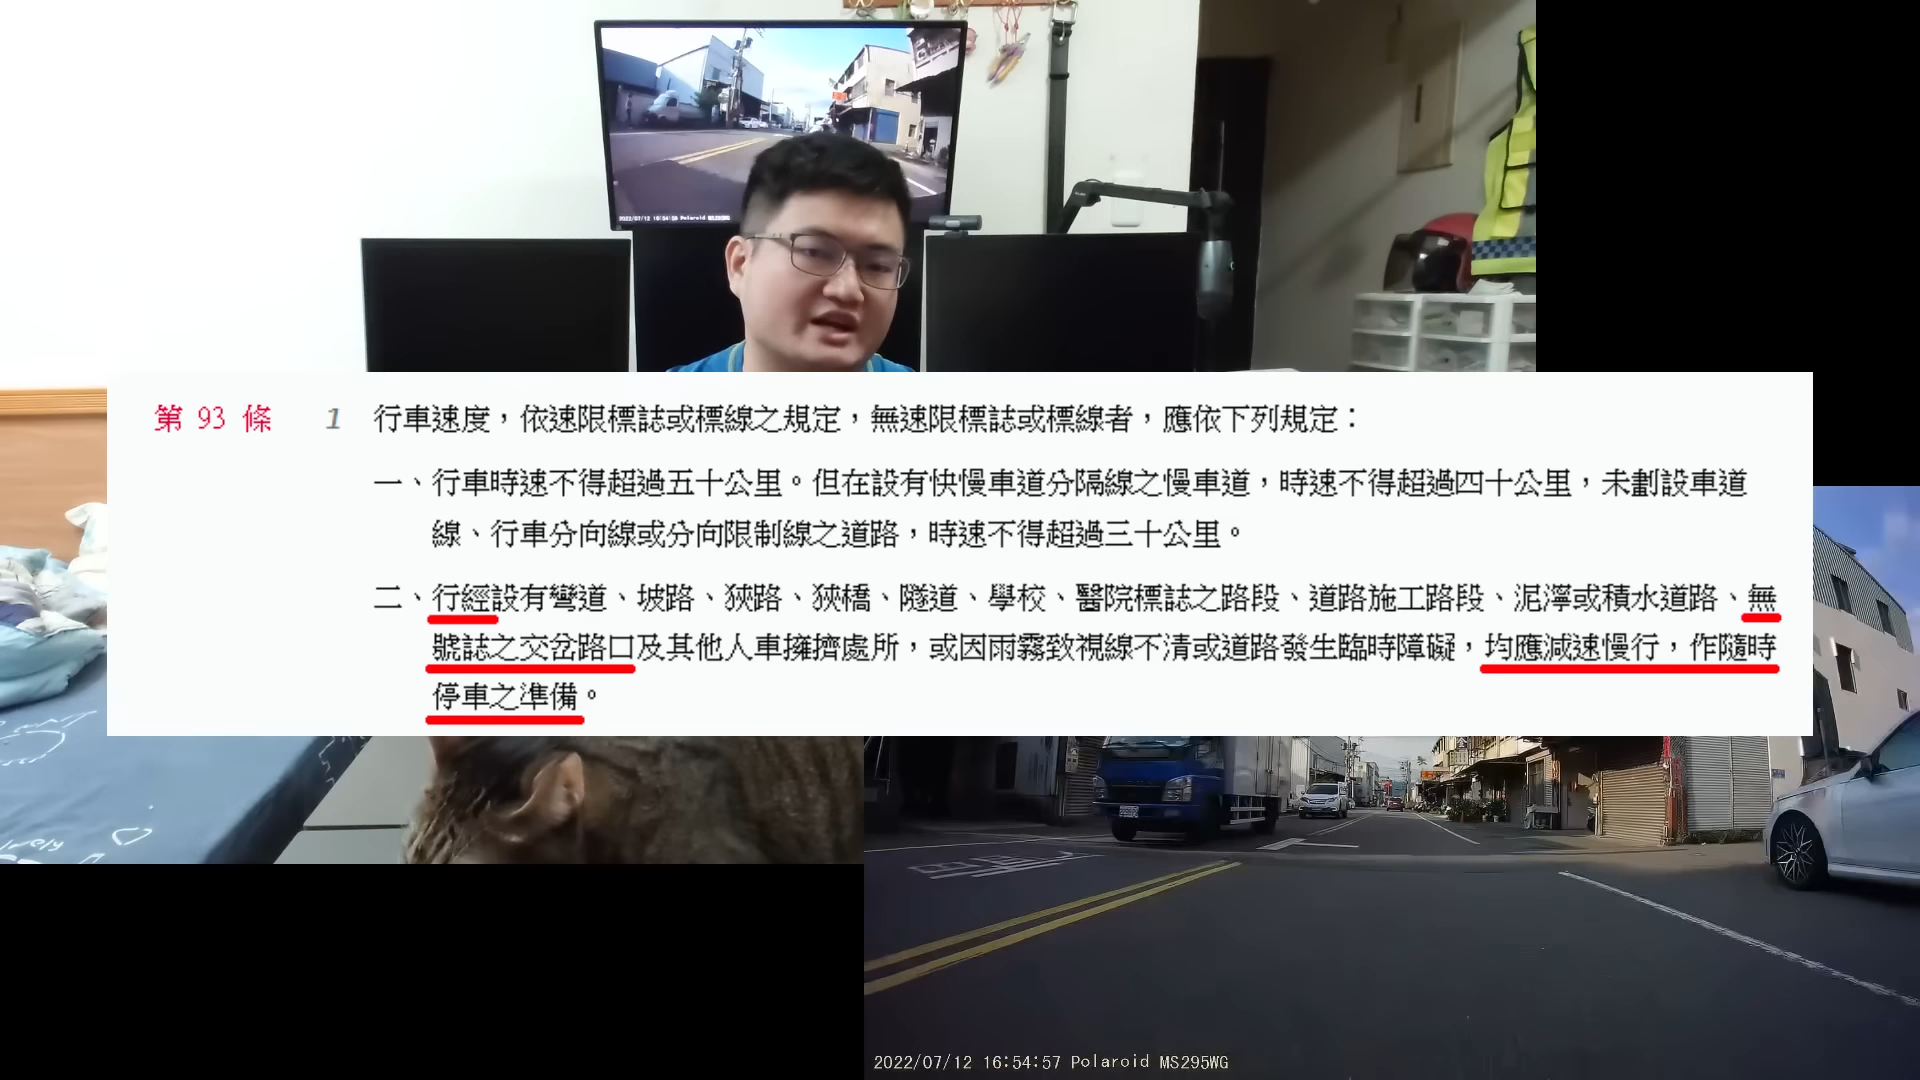 2022/07/12 16:54:58 Polaroid MS295WG
第 93 條 1 行車速度，依速限標誌或標線之規定，無速限標誌或標線者，應依下列規定：
一、行車時速不得超過五十公里。但在設有快慢車道分隔線之慢車道，時速不得超過四十公里，未劃設車道
線、行車分向線或分向限制線之道路，時速不得超過三十公里。
二、行經設有彎道、坡路、狹路、狹橋、隧道、學校、醫院標誌之路段、道路施工路段、泥濘或積水道路、無
號誌之交岔路口及其他人車擁擠處所，或因雨霧致視線不清或道路發生臨時障礙，均應減速慢行，作隨時
停車之準備。
2022/07/12 16:54:57 Polaroid MS295WG